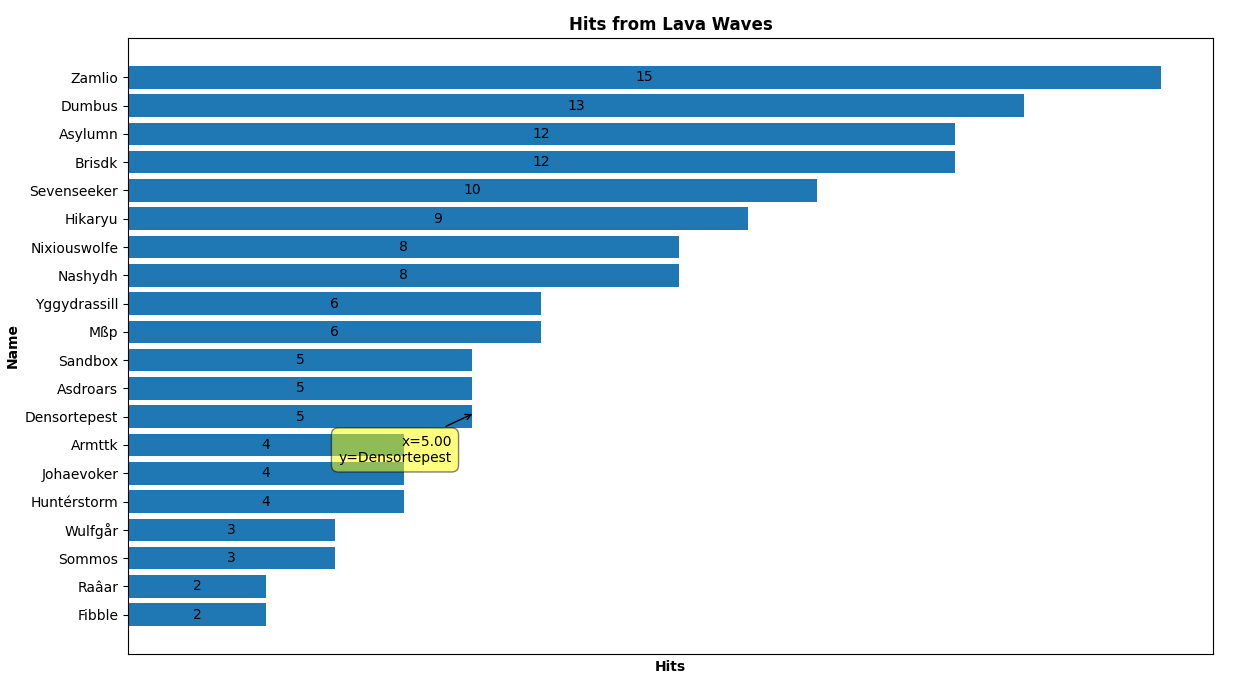 Hits from Lava Waves
Name
Zamlio 15
Dumbus 13
Asylumn 12
Brisdk 12
Sevenseeker 10
Hikaryu 9
Nixiouswolfe 8
Nashydh 8
Yggydrassill 6
Mßp 6
Sandbox 5
Asdroars 5
Densortepest 5
Armttk 4
x=5.00
y=Densortepest
Johaevoker 4
Huntérstorm 4
Wulfgår 3
Sommos 3
Raâar 2
Fibble 2
Hits